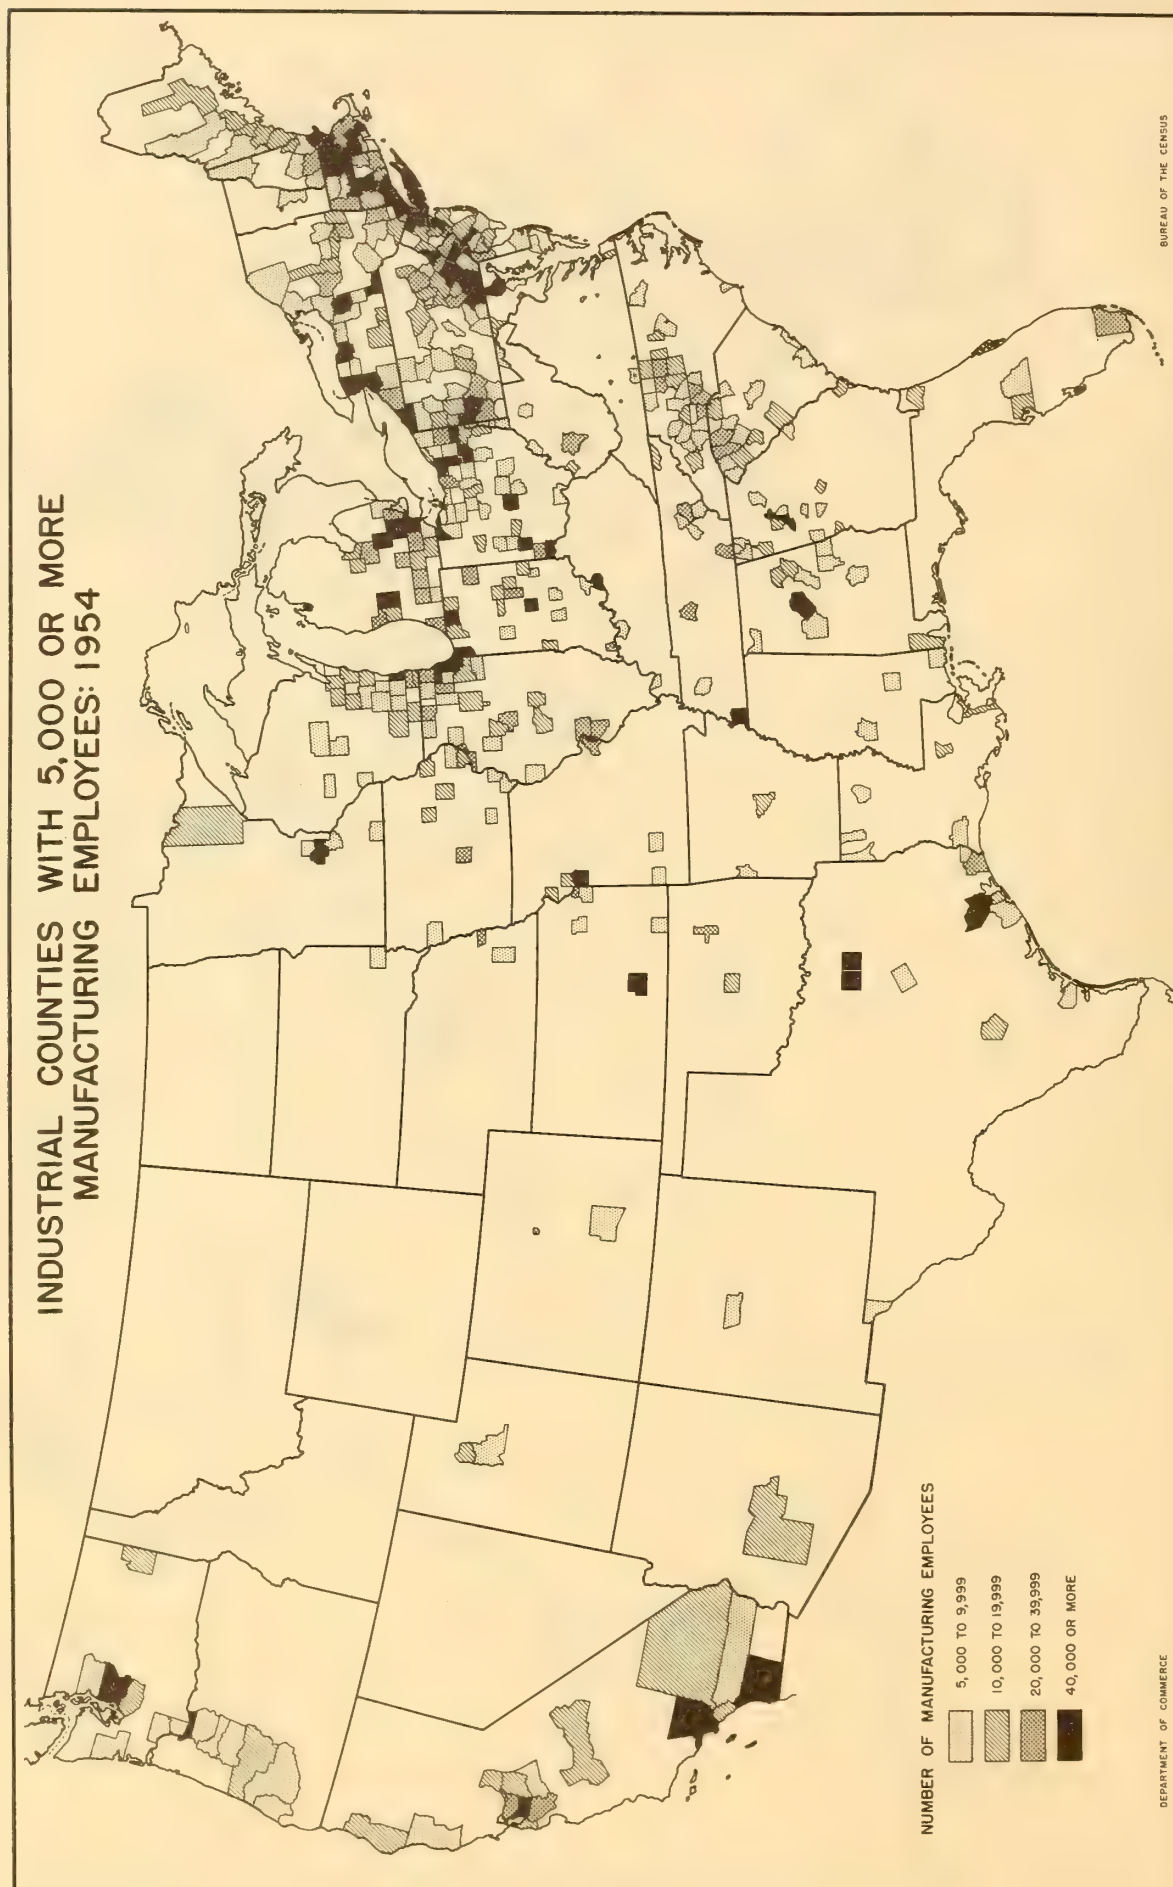 INDUSTRIAL COUNTIES WITH 5,000 OR MORE
MANUFACTURING EMPLOYEES: 1954
NUMBER OF MANUFACTURING EMPLOYEES
5,000 TO 9,999
10,000 TO 19,999
20,000 TO 39,999
40,000 OR MORE
DEPARTMENT OF COMMERCE
BUREAU OF THE CENSUS